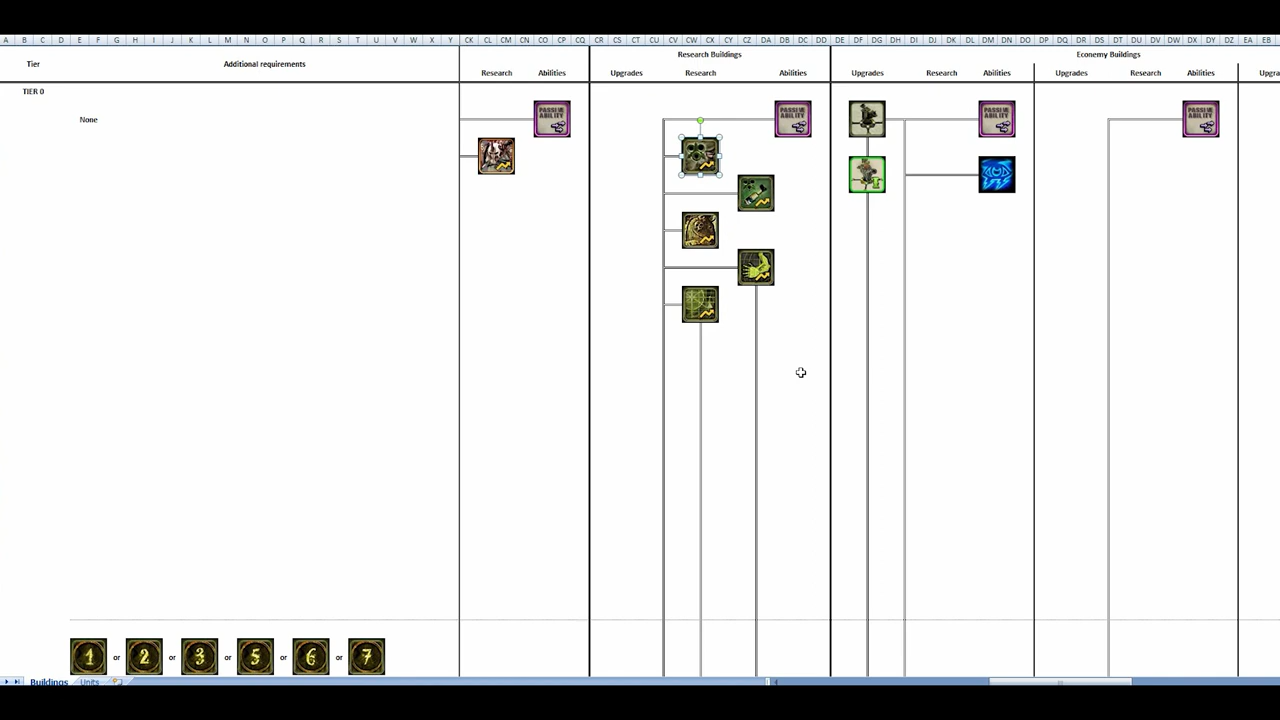 A B C D E F G H I J K L M N O P Q R S T U V W X Y CK CL CM CN CO CP CQ CR CS CT CU CV CW CX CY CZ DA DB DC DD DE DF DG DH DI DJ DK DL DM DN DO DP DQ DR DS DT DU DV DW DX DY DZ EA EB
Research Buildings Economy Buildings
Tier Additional requirements Research Abilities Upgrades Research Abilities Upgrades Research Abilities Upgrades Research Abilities Upgra
TIER 0
None
PASSIVE ABILITY PASSIVE ABILITY PASSIVE ABILITY PASSIVE ABILITY
1 or 2 or 3 or 5 or 6 or 7
Buildings Units